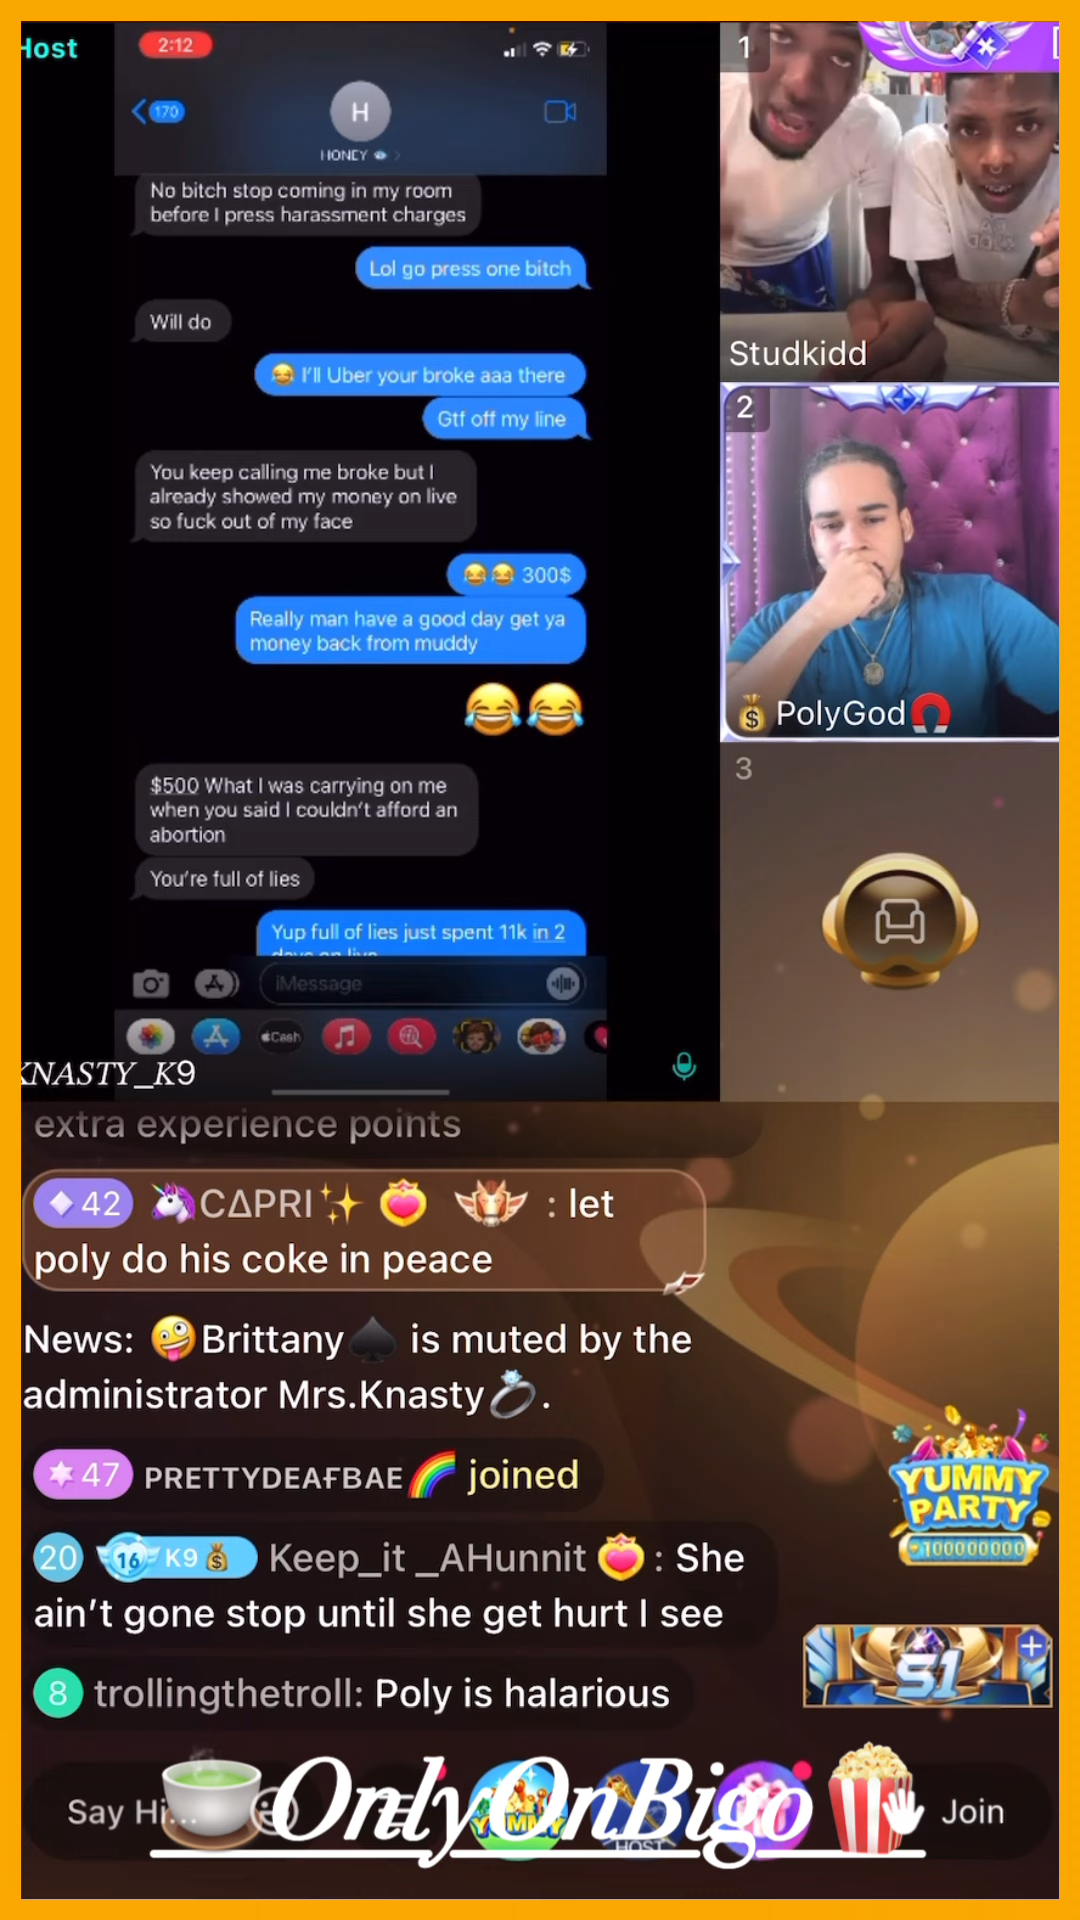 Host
2:12
170
H
HONEY
No bitch stop coming in my room
before I press harassment charges
Lol go press one bitch
Will do
😂 I'll Uber your broke aaa there
Gtf off my line
You keep calling me broke but I
already showed my money on live
so fuck out of my face
😂😂 300$
Really man have a good day get ya
money back from muddy
😂😂
$500 What I was carrying on me
when you said I couldn't afford an
abortion
You're full of lies
Yup full of lies just spent 11k in 2
days on live
iMessage
Cash
KNASTY_K9
1
Studkidd
2
💰 PolyGod🧲
3
extra experience points
42 🦄CΔPRI✨ : let
poly do his coke in peace
News: 🤪Brittany♠️ is muted by the
administrator Mrs.Knasty💍.
47 PRETTYDEAFBAE🌈 joined
20 16 K9💰 Keep_it _AHunnit : She
ain't gone stop until she get hurt I see
8 trollingthetroll: Poly is halarious
YUMMY
PARTY
100000000
S1
Say Hi...
🍵OnlyOnBigo🍿
YUMMY
HOST
Join